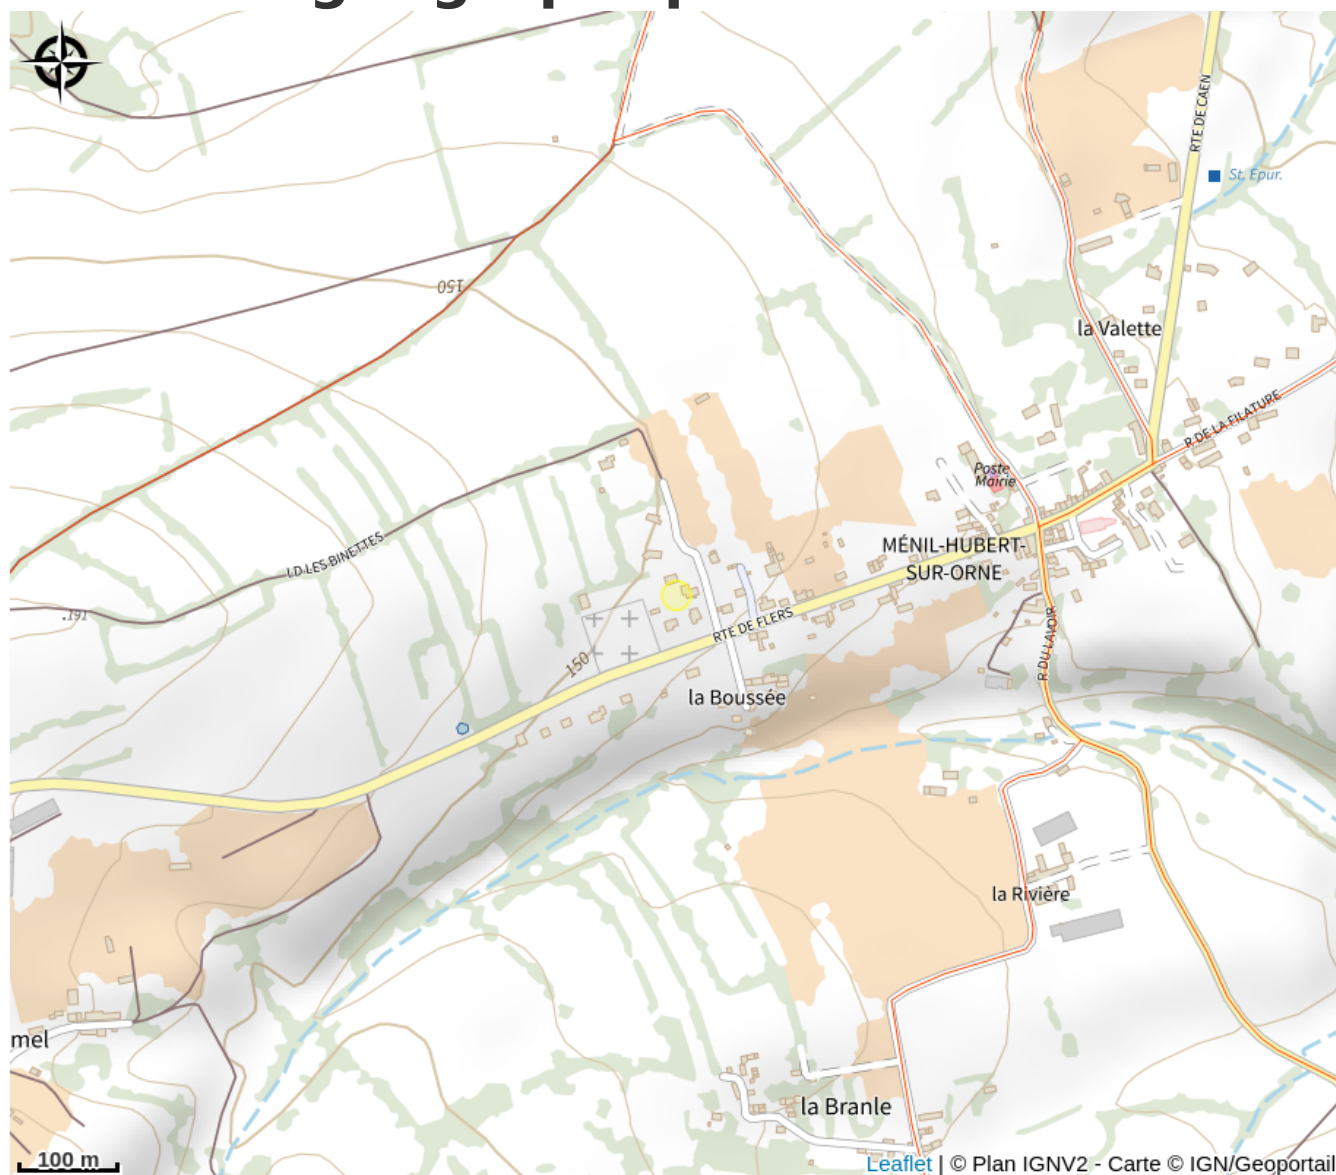 RTE DE CAEN
St. Epur.
150
la Valette
R DE LA FILATURE
Poste
Mairie
LD LES BINETTES
MÉNIL-HUBERT-
SUR-ORNE
.191
RTE DE FLERS
R DU LAVOIR
150
la Boussée
la Rivière
mel
la Branle
100 m
Leaflet | © Plan IGNV2 - Carte © IGN/Geoportail